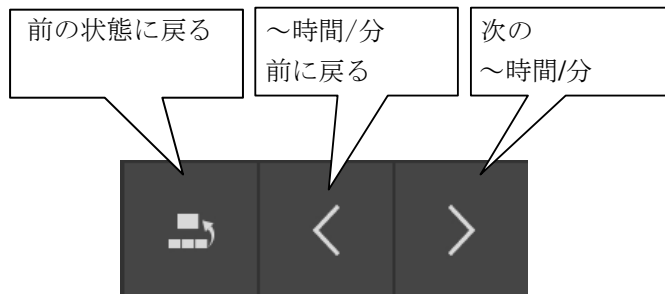 前の状態に戻る
～時間/分
前に戻る
次の
～時間/分